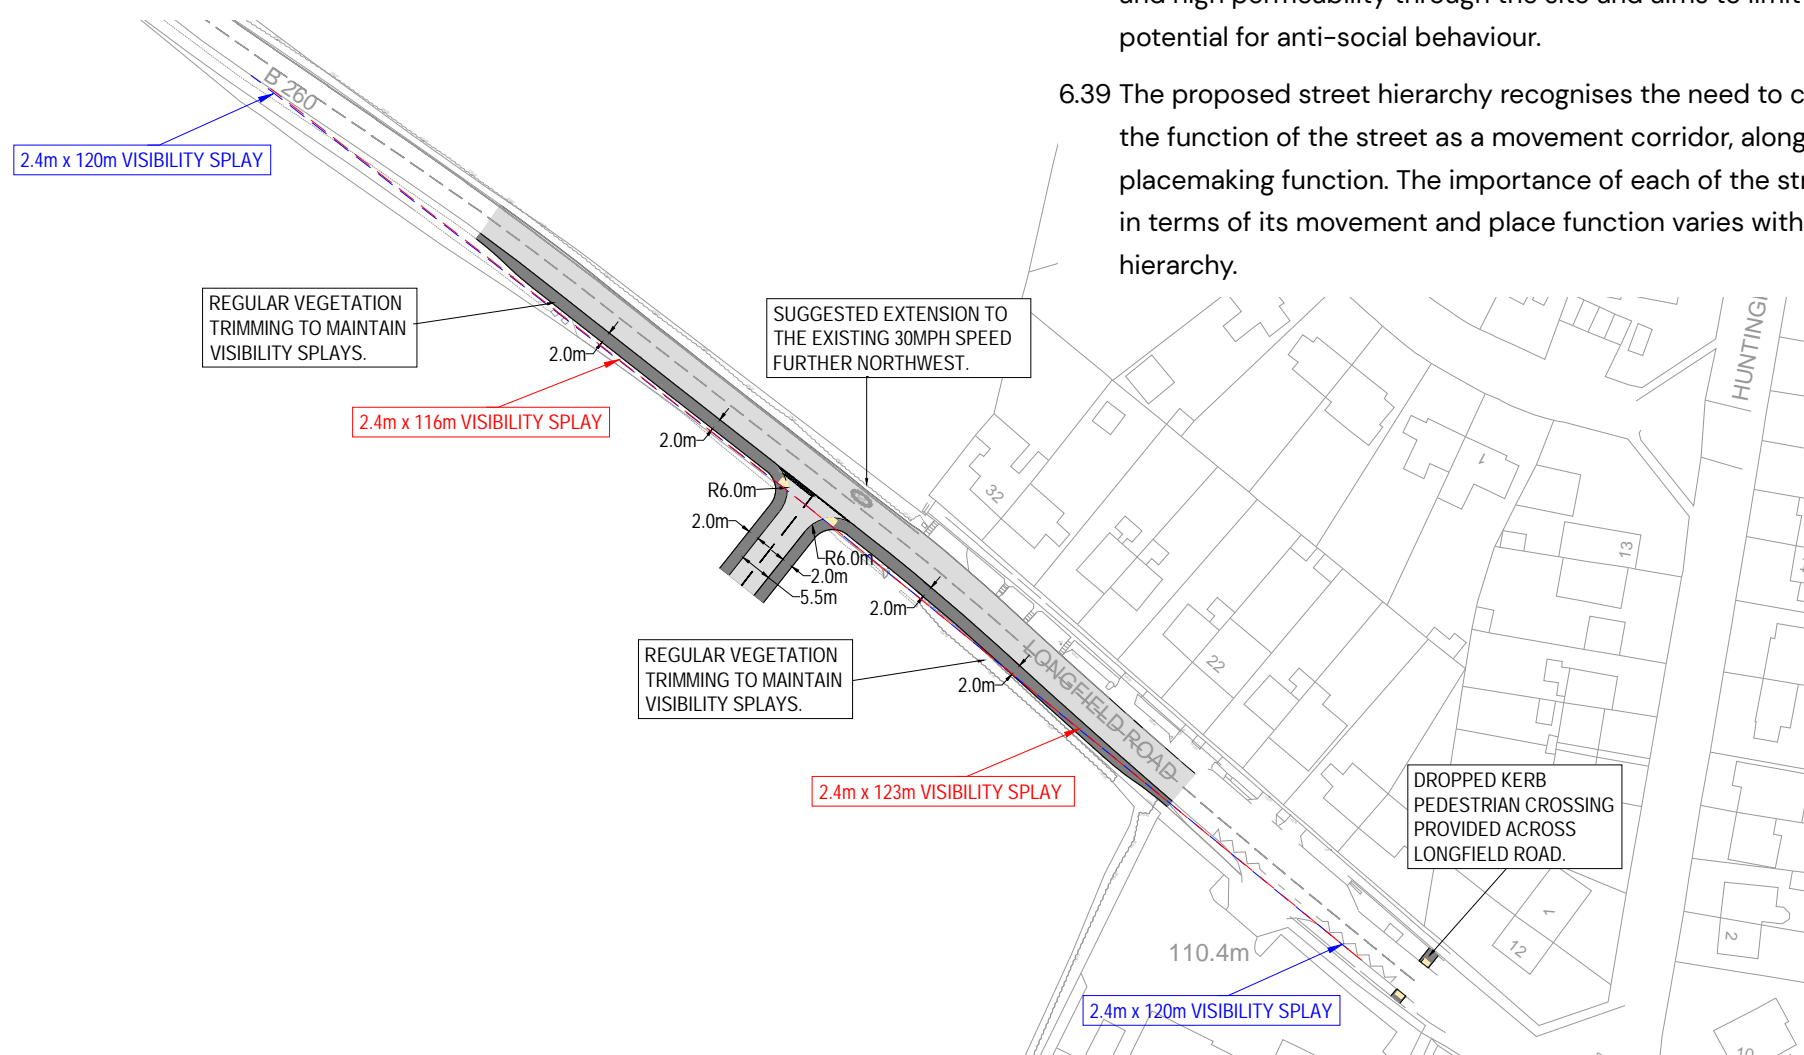 and high permeability through the site and aims to limit
potential for anti-social behaviour.
6.39 The proposed street hierarchy recognises the need to
the function of the street as a movement corridor, along
placemaking function. The importance of each of the
in terms of its movement and place function varies with
hierarchy.
B 260
2.4m x 120m VISIBILITY SPLAY
REGULAR VEGETATION
TRIMMING TO MAINTAIN
VISIBILITY SPLAYS.
2.0m
SUGGESTED EXTENSION TO
THE EXISTING 30MPH SPEED
FURTHER NORTHWEST.
2.4m x 116m VISIBILITY SPLAY
2.0m
R6.0m
2.0m
R6.0m
2.0m
5.5m
2.0m
REGULAR VEGETATION
TRIMMING TO MAINTAIN
VISIBILITY SPLAYS.
2.0m
LONGFIELD ROAD
2.4m x 123m VISIBILITY SPLAY
DROPPED KERB
PEDESTRIAN CROSSING
PROVIDED ACROSS
LONGFIELD ROAD.
110.4m
2.4m x 120m VISIBILITY SPLAY
32
22
1
13
1
12
2
10